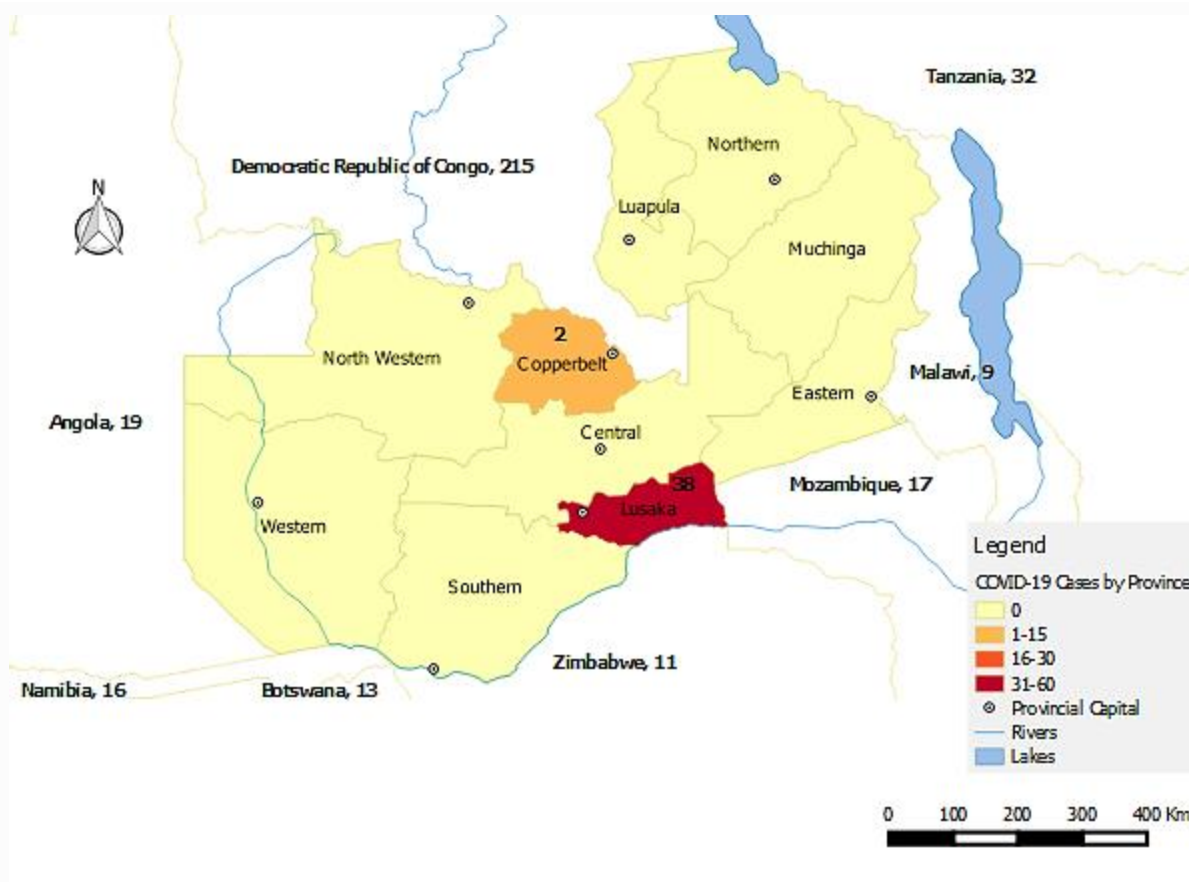 Tanzania, 32
Northern
Democratic Republic of Congo, 215
N
Luapula
Muchinga
2
North Western
Copperbelt
Malawi, 9
Eastern
Angola, 19
Central
38
Mozambique, 17
Lusaka
Western
Southern
Zimbabwe, 11
Namibia, 16
Botswana, 13
Legend
COVID-19 Cases by Province
0
1-15
16-30
31-60
Provincial Capital
Rivers
Lakes
0 100 200 300 400 Km